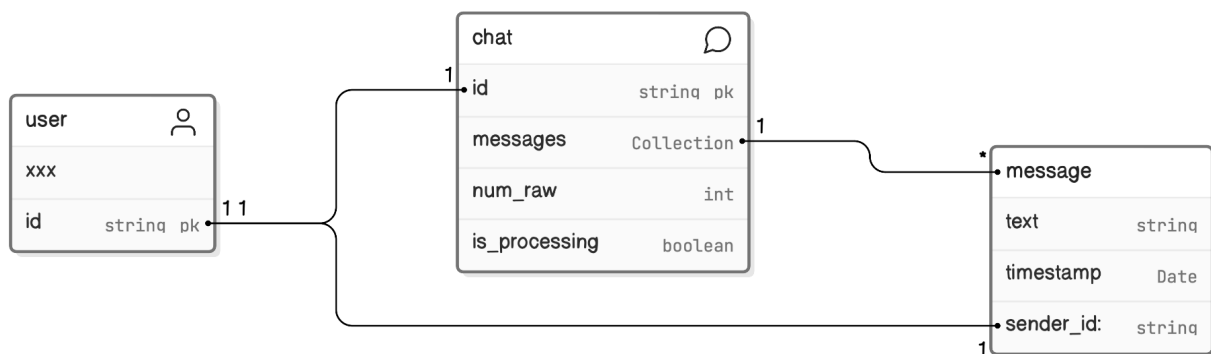 user
xxx
id string pk
1 1
chat
1
id string pk
messages Collection
1
num_raw int
is_processing boolean
*
message
text string
timestamp Date
sender_id: string
1